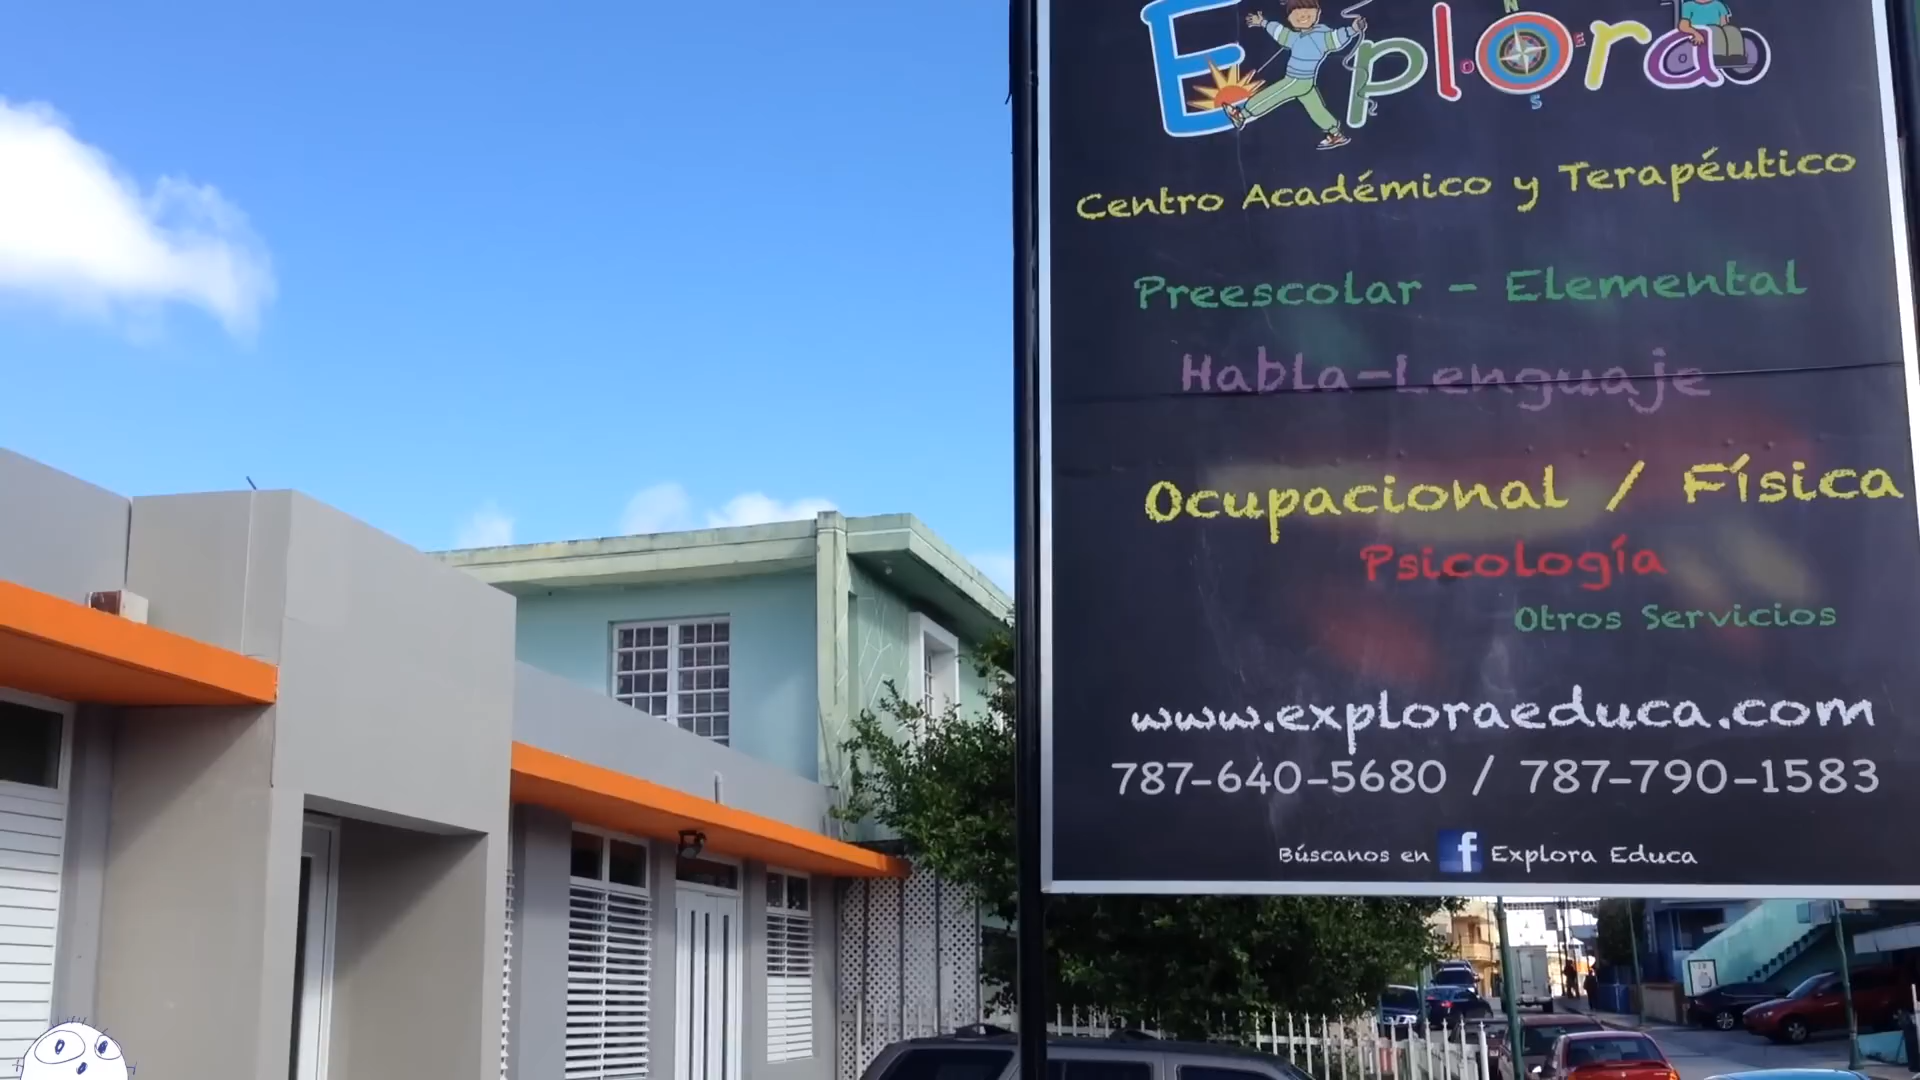 Explora
Centro Académico y Terapéutico
Preescolar - Elemental
Habla-Lenguaje
Ocupacional / Física
Psicología
Otros Servicios
www.exploraeduca.com
787-640-5680 / 787-790-1583
Búscanos en f Explora Educa